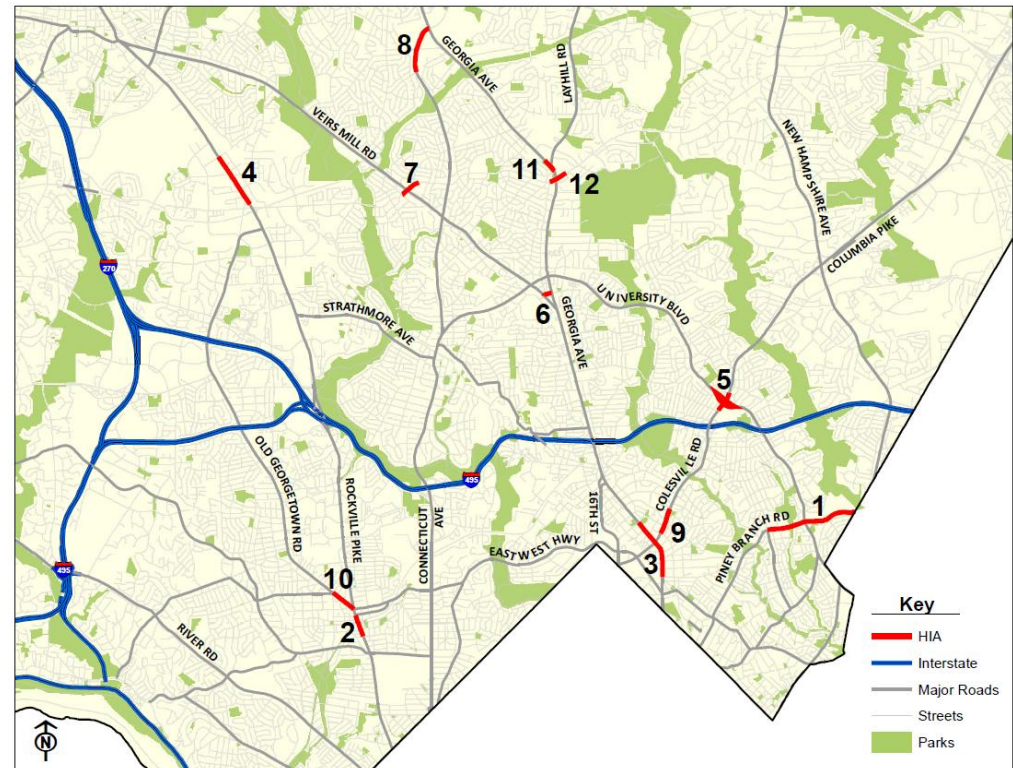 8
GEORGIA AVE
LAYHILL RD
VEIRS MILL RD
NEW HAMPSHIRE AVE
4
7
11
12
COLUMBIA PIKE
270
UNIVERSITY BLVD
STRATHMORE AVE
6
GEORGIA AVE
5
OLD GEORGETOWN RD
ROCKVILLE PIKE
CONNECTICUT
AVE
495
16TH ST
COLESVILLE RD
1
PINEY BRANCH RD
9
EAST WEST HWY
3
495
10
2
RIVER RD
Key
HIA
Interstate
Major Roads
Streets
Parks
N